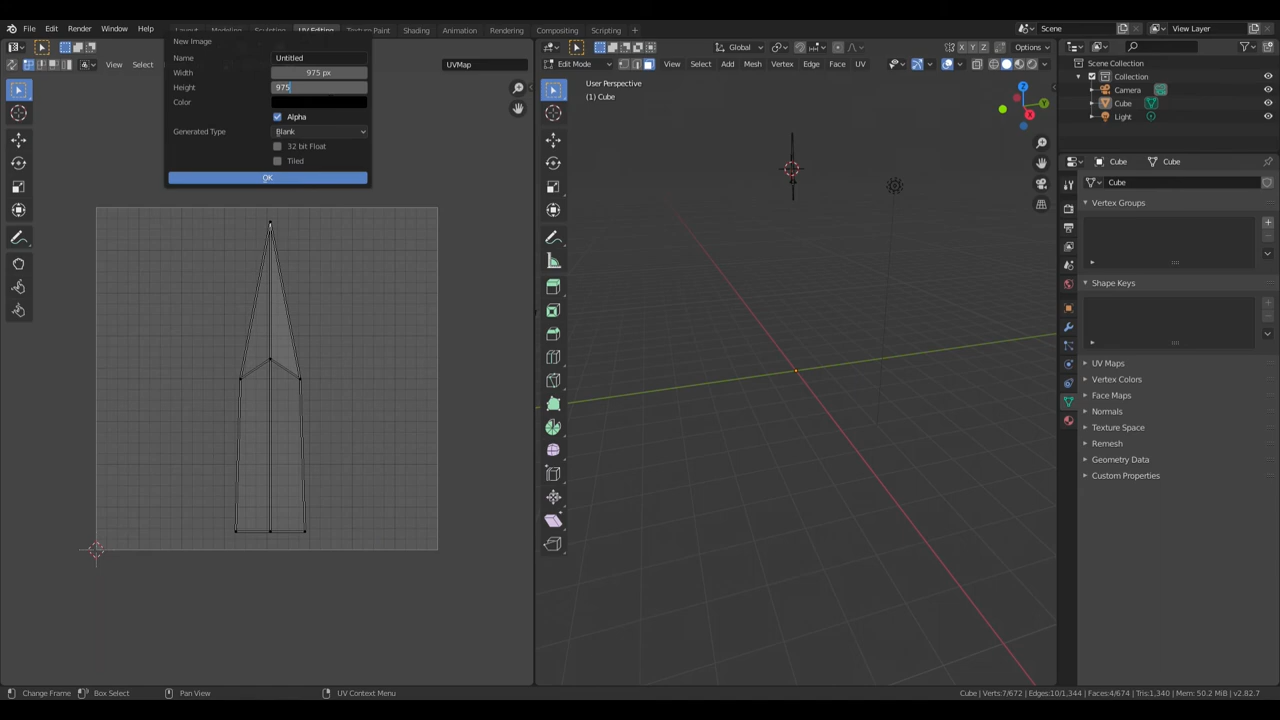 File Edit Render Window Help
Layout Sculpting UV Editing Texture Paint Shading Animation Rendering Compositing Scripting
Scene
View Layer
New Image
Name Untitled
Width 975 px
Height 975
Color
Alpha
Generated Type Blank
32 bit Float
Tiled
OK
View Select
UVMap
Global
X Y Z
Options
Edit Mode
View Select Add Mesh Vertex Edge Face UV
User Perspective
(1) Cube
Z
Y
X
Scene Collection
Collection
Camera
Cube
Light
Cube Cube
Cube
Vertex Groups
Shape Keys
UV Maps
Vertex Colors
Face Maps
Normals
Texture Space
Remesh
Geometry Data
Custom Properties
Change Frame Box Select Pan View UV Context Menu
Cube | Verts:7/672 | Edges:10/1,344 | Faces:4/674 | Tris:1,340 | Mem: 50.2 MiB | v2.82.7